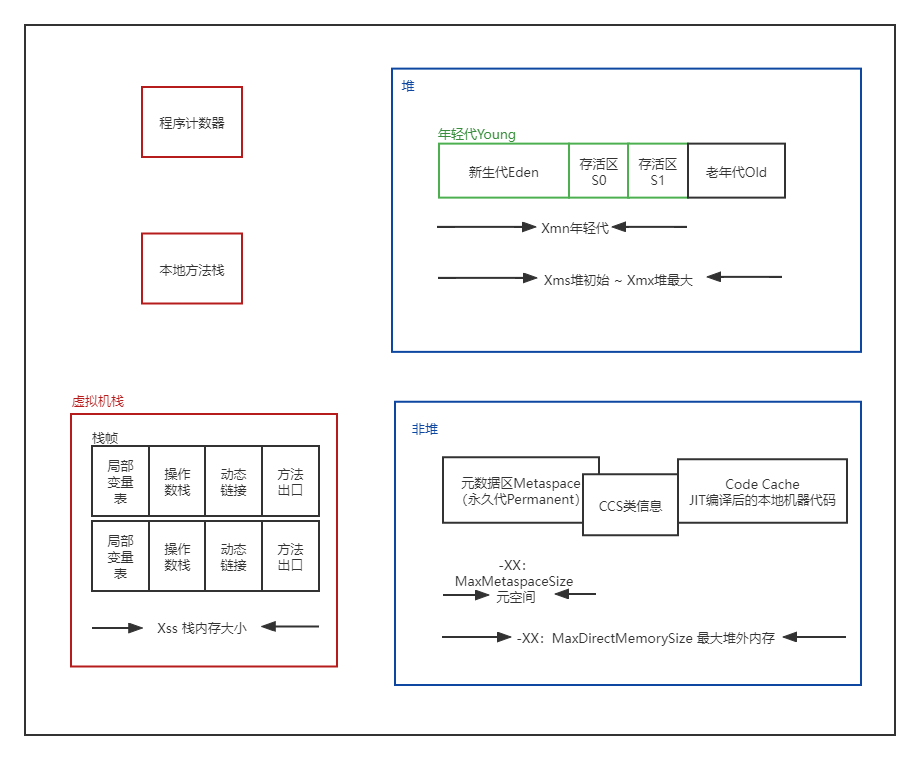 程序计数器
本地方法栈
堆
年轻代Young
新生代Eden
存活区
S0
存活区
S1
老年代Old
Xmn年轻代
Xms堆初始 ~ Xmx堆最大
虚拟机栈
栈帧
局部
变量
表
操作
数栈
动态
链接
方法
出口
局部
变量
表
操作
数栈
动态
链接
方法
出口
Xss 栈内存大小
非堆
元数据区Metaspace
（永久代Permanent）
CCS类信息
Code Cache
JIT编译后的本地机器代码
-XX：
MaxMetaspaceSize
元空间
-XX：MaxDirectMemorySize 最大堆外内存